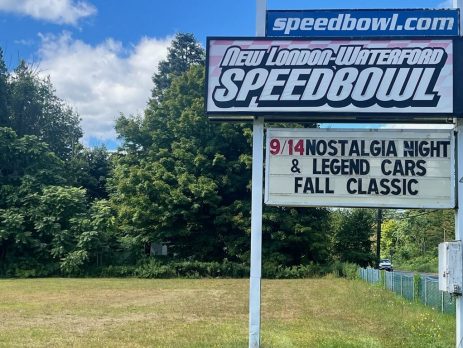 SPEEDBOWL.COM
NEW LONDON-WATERFORD
SPEEDBOWL
9/14 NOSTALGIA NIGHT
& LEGEND CARS
FALL CLASSIC